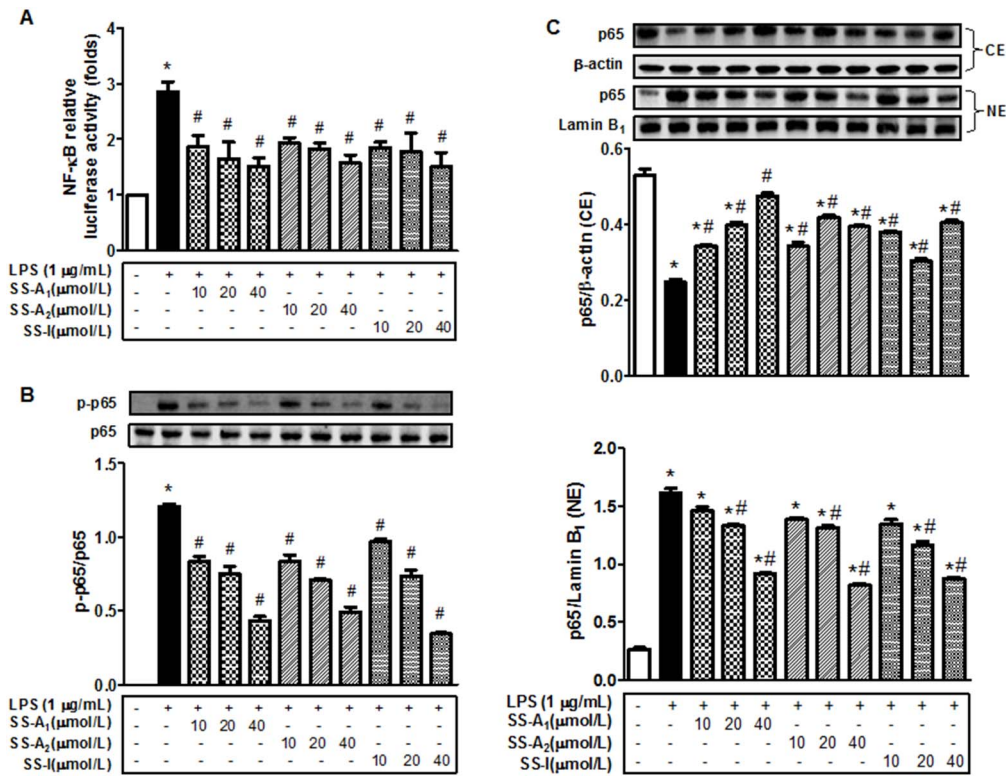 A
NF-κB relative
luciferase activity (folds)
4
3
2
1
0
* # # # # # # # # #
LPS (1 μg/mL) - + + + + + + + + + +
SS-A₁(μmol/L) - - 10 20 40 - - - - - -
SS-A₂(μmol/L) - - - - - 10 20 40 - - -
SS-I(μmol/L) - - - - - - - - 10 20 40
B
p-p65
p65
p-p65/p65
1.5
1.0
0.5
0.0
* # # # # # # # # #
LPS (1 μg/mL) - + + + + + + + + + +
SS-A₁(μmol/L) - - 10 20 40 - - - - - -
SS-A₂(μmol/L) - - - - - 10 20 40 - - -
SS-I(μmol/L) - - - - - - - - 10 20 40
C
p65
β-actin
CE
p65
Lamin B₁
NE
p65/β-actin (CE)
0.6
0.4
0.2
0.0
* *# *# # *# *# *# *# *# *#
p65/Lamin B₁ (NE)
2.0
1.5
1.0
0.5
0.0
* * *# *# * *# *# * *# *#
LPS (1 μg/mL) - + + + + + + + + + +
SS-A₁(μmol/L) - - 10 20 40 - - - - - -
SS-A₂(μmol/L) - - - - - 10 20 40 - - -
SS-I(μmol/L) - - - - - - - - 10 20 40